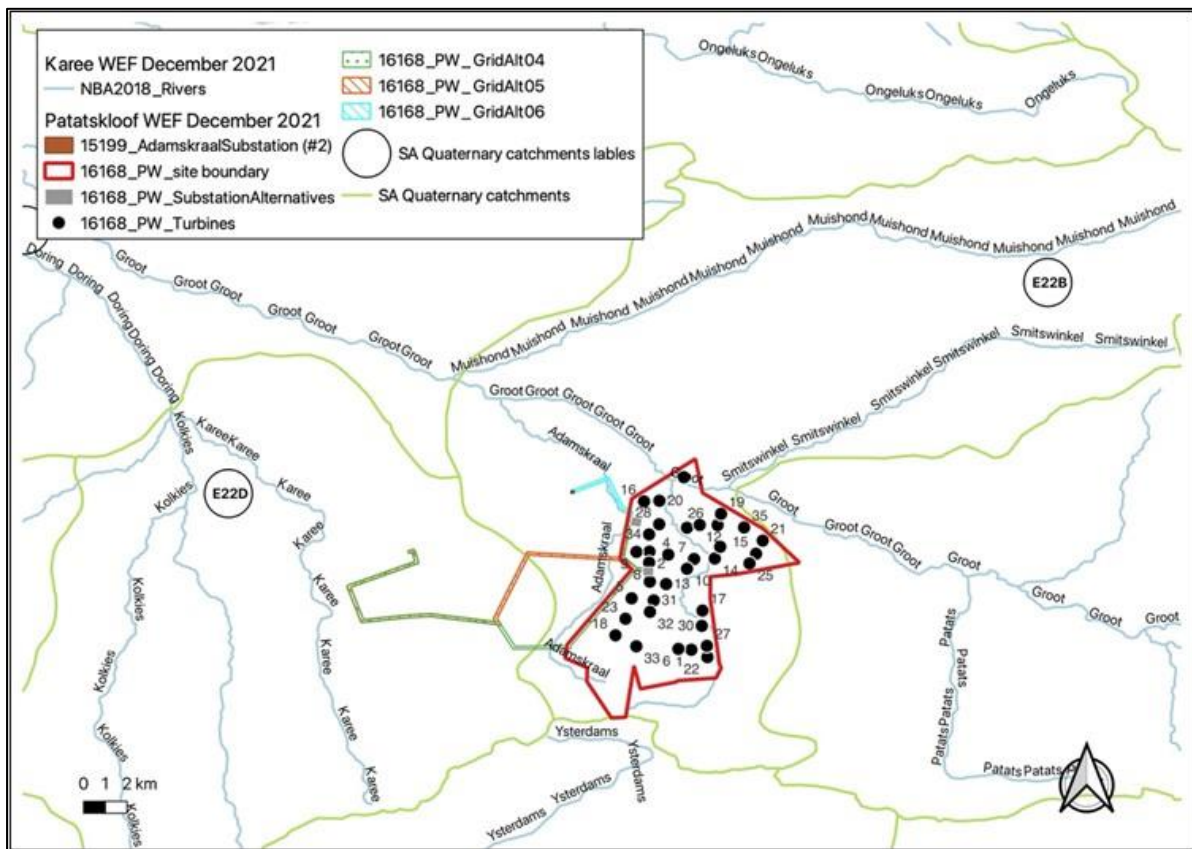 Karee WEF December 2021
NBA2018_Rivers
Patatskloof WEF December 2021
15199_AdamskraalSubstation (#2)
16168_PW_site boundary
16168_PW_SubstationAlternatives
16168_PW_Turbines
16168_PW_GridAlt04
16168_PW_GridAlt05
16168_PW_GridAlt06
SA Quaternary catchments lables
SA Quaternary catchments
Ongeluks Ongeluks
Ongeluks
OngeluksOngeluks
Ongeluks
Muishond Muishond Muishond Muishond Muishond Muishond
Muishond
Muishond
Muishond
Muishond
Muishond Muishond Muishond
E22B
Groot
Groot Groot
Groot Groot
Groot Groot
Doring Doring
Doring Doring Doring
Kolkies
KareeKaree
Karee
Karee
Karee
Karee
Karee
E22D
Kolkies
Kolkies
Kolkies
Kolkies
Kolkies
Groot Groot Groot Groot Groot
Groot
Smitswinkel Smitswinkel
Smitswinkel
Smitswinkel
Smitswinkel
Smitswinkel
Adamskraal
Adamskraal
Adamskraal
Groot
Groot Groot Groot
Groot
Groot
Groot Groot
Patats
Patats
PatatsPatats
Patats Patats
16
20
19
28
26
35
34
12
15
21
4
7
2
14
25
8
13
10
31
17
23
18
32
30
27
33
6
1
22
Ysterdams
Ysterdams
Ysterdams
Ysterdams
0 1 2 km